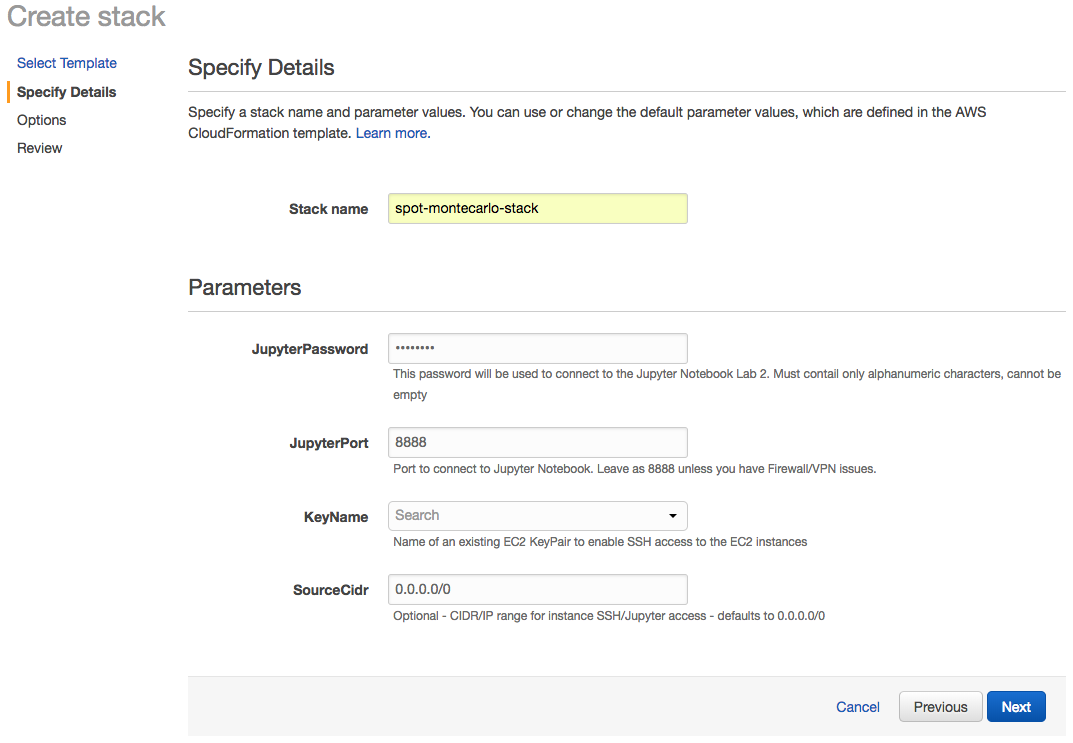 Create stack
Select Template
Specify Details
Options
Review
Specify Details
Specify a stack name and parameter values. You can use or change the default parameter values, which are defined in the AWS
CloudFormation template. Learn more.
Stack name
spot-montecarlo-stack
Parameters
JupyterPassword
••••••••
This password will be used to connect to the Jupyter Notebook Lab 2. Must contail only alphanumeric characters, cannot be
empty
JupyterPort
8888
Port to connect to Jupyter Notebook. Leave as 8888 unless you have Firewall/VPN issues.
KeyName
Search
Name of an existing EC2 KeyPair to enable SSH access to the EC2 instances
SourceCidr
0.0.0.0/0
Optional - CIDR/IP range for instance SSH/Jupyter access - defaults to 0.0.0.0/0
Cancel
Previous
Next